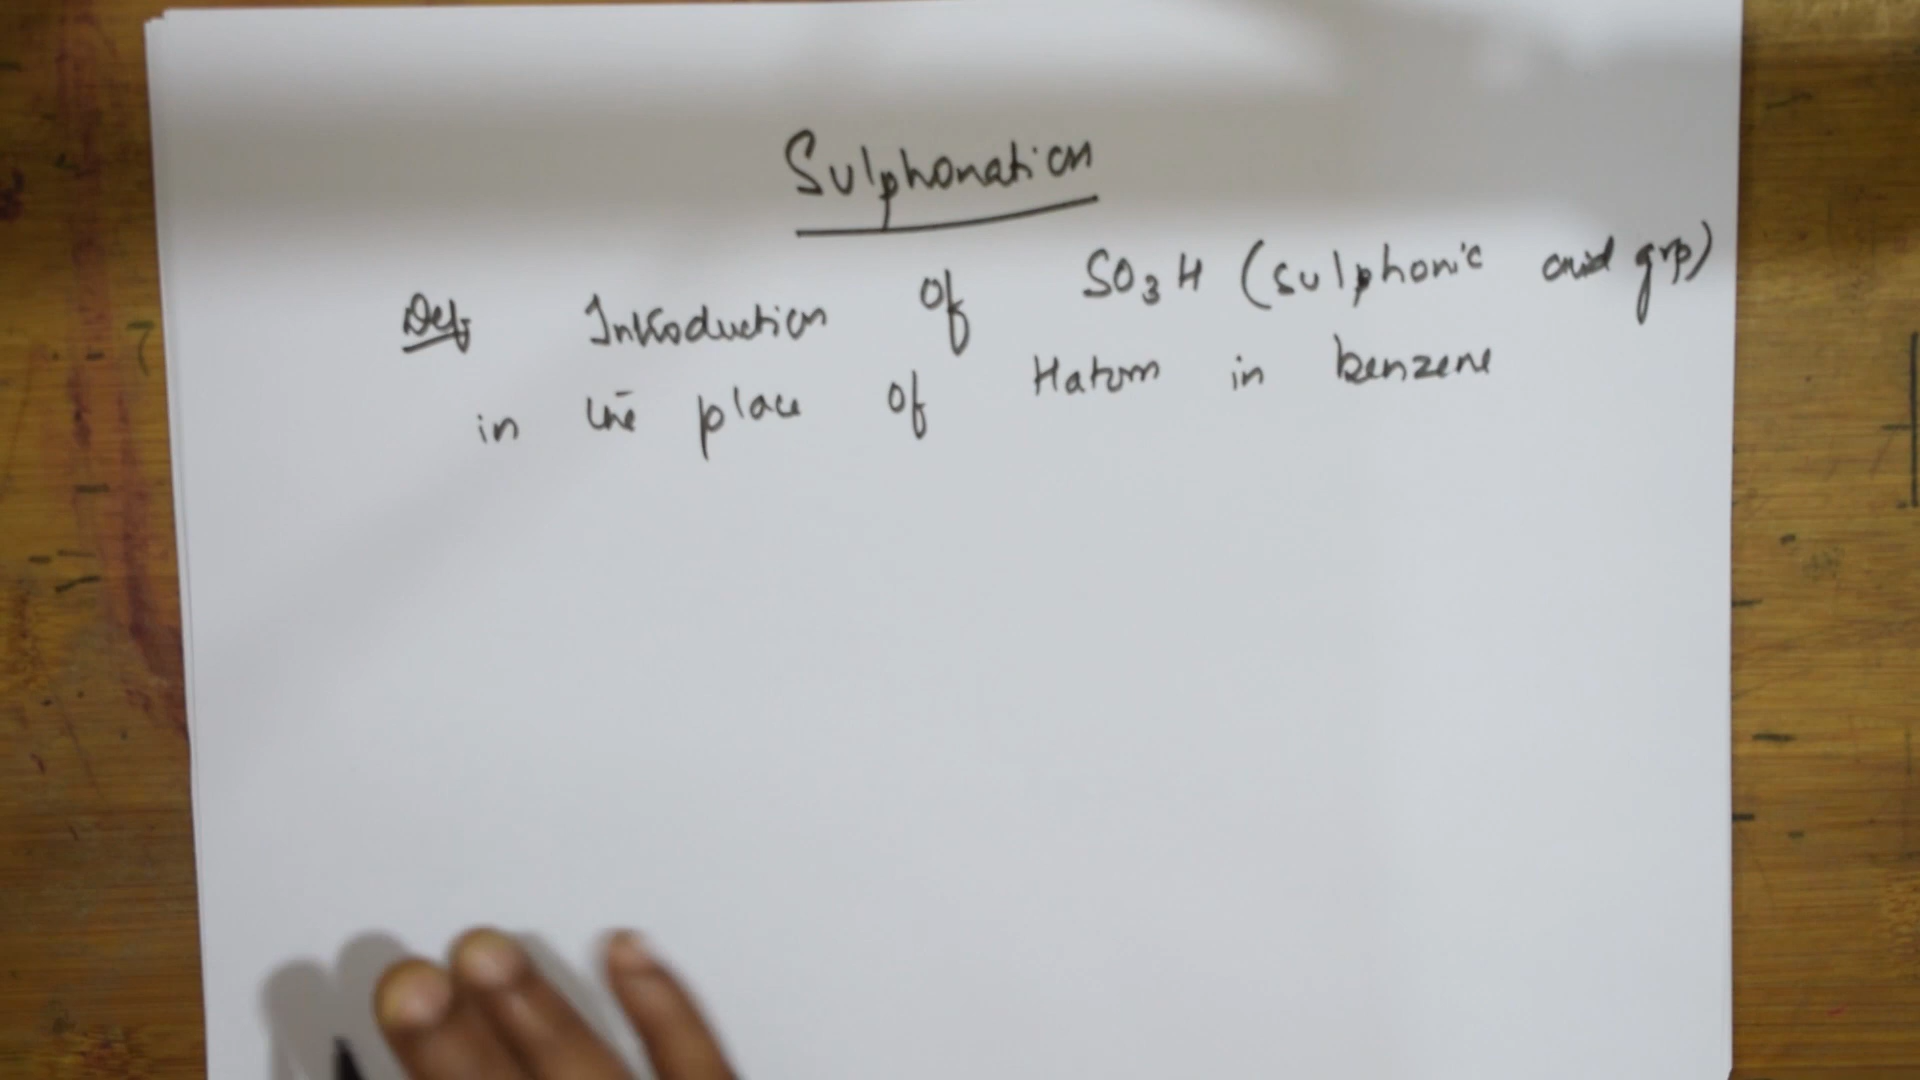 Sulphonation
Def Introduction of SO3H (sulphonic acid grp)
in the place of H atom in benzene